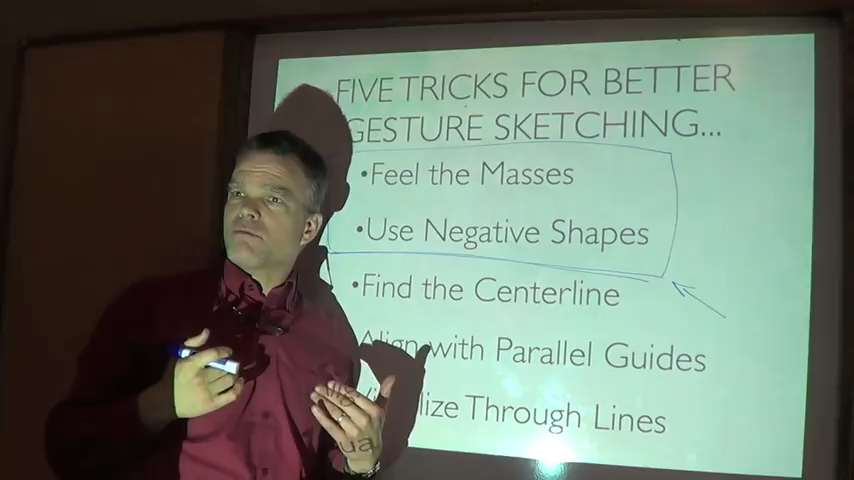 FIVE TRICKS FOR BETTER
GESTURE SKETCHING...
•Feel the Masses
•Use Negative Shapes
•Find the Centerline
Align with Parallel Guides
Through Lines